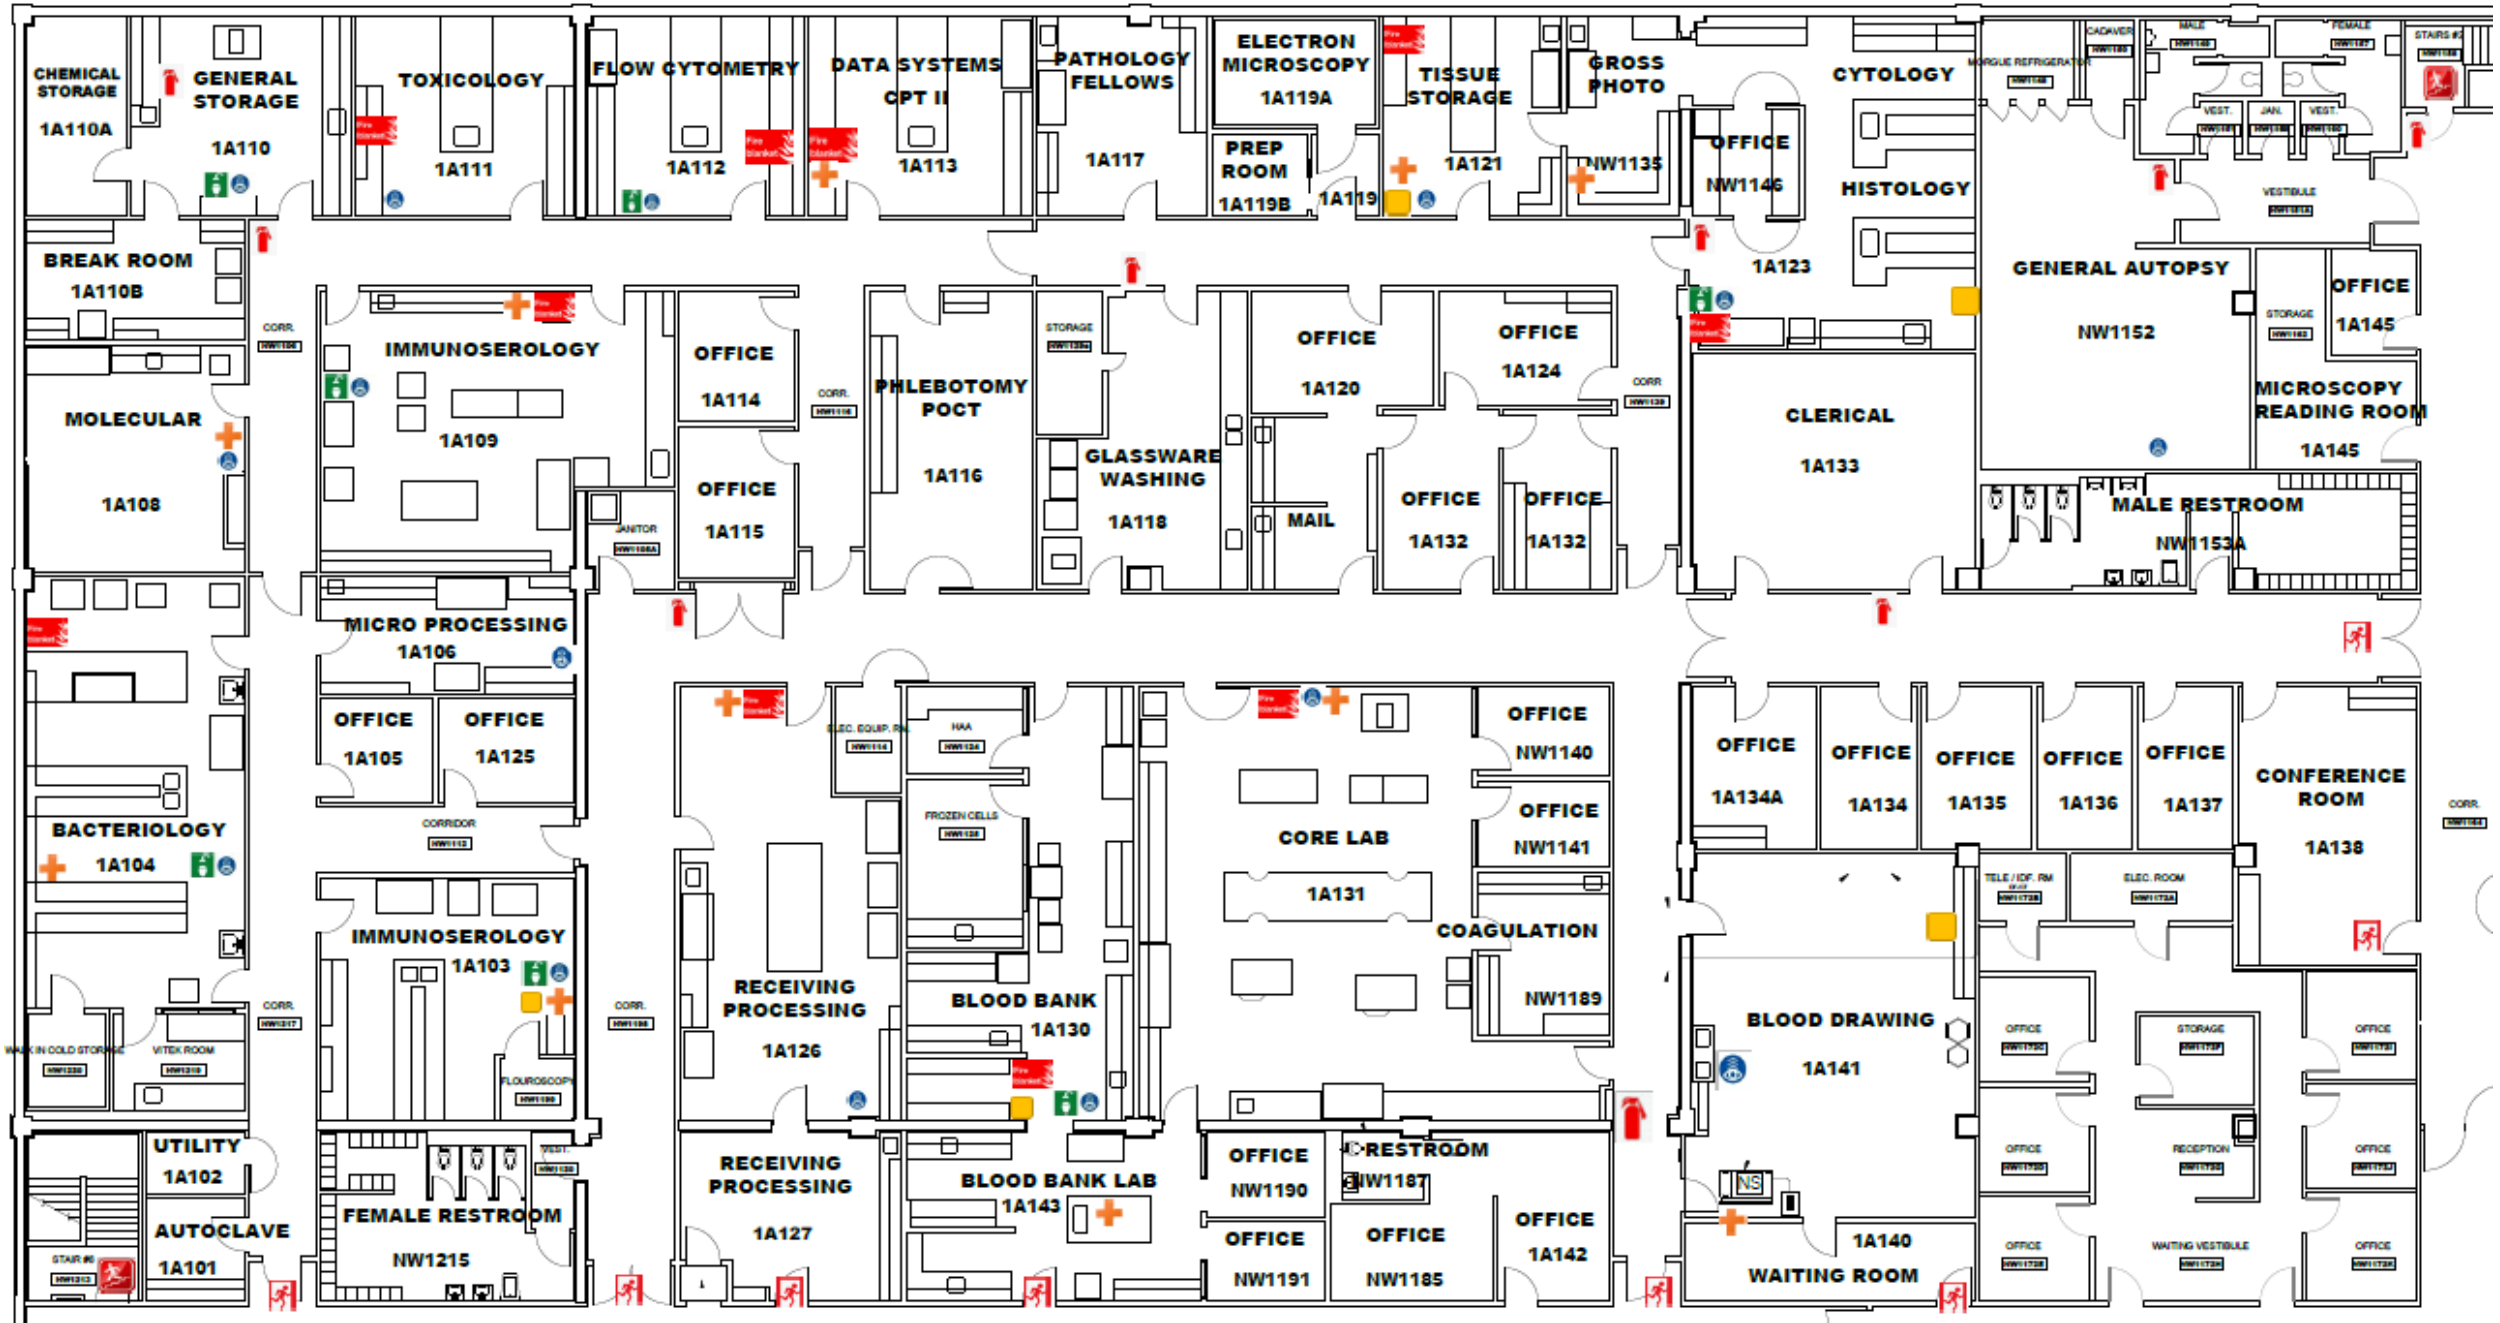 CHEMICAL
STORAGE
1A110A
GENERAL
STORAGE
1A110
TOXICOLOGY
1A111
FLOW CYTOMETRY
1A112
DATA SYSTEMS
CPT II
1A113
PATHOLOGY
FELLOWS
1A117
ELECTRON
MICROSCOPY
1A119A
PREP
ROOM
1A119B
1A119
TISSUE
STORAGE
1A121
GROSS
PHOTO
NW1135
OFFICE
NW1146
CYTOLOGY
HISTOLOGY
1A123
MORGUE REFRIGERATOR
CADAVER
MALE
FEMALE
VEST.
JAN.
VEST.
VESTIBULE
BREAK ROOM
1A110B
CORR.
IMMUNOSEROLOGY
1A109
OFFICE
1A114
OFFICE
1A115
CORR.
PHLEBOTOMY
POCT
1A116
STORAGE
GLASSWARE
WASHING
1A118
OFFICE
1A120
MAIL
OFFICE
1A124
OFFICE
1A132
OFFICE
1A132
CORR
CLERICAL
1A133
GENERAL AUTOPSY
NW1152
STORAGE
OFFICE
1A145
MICROSCOPY
READING ROOM
1A145
MALE RESTROOM
NW1153A
MOLECULAR
1A108
JANITOR
MICRO PROCESSING
1A106
OFFICE
1A105
OFFICE
1A125
CORRIDOR
BACTERIOLOGY
1A104
IMMUNOSEROLOGY
1A103
FLOUROSCOPY
CORR.
CORR.
WALK IN COLD STORAGE
VITEK ROOM
ELEC. EQUIP. RM.
HAA
FROZEN CELLS
RECEIVING
PROCESSING
1A126
BLOOD BANK
1A130
CORE LAB
1A131
OFFICE
NW1140
OFFICE
NW1141
COAGULATION
NW1189
OFFICE
1A134A
OFFICE
1A134
OFFICE
1A135
OFFICE
1A136
OFFICE
1A137
CONFERENCE
ROOM
1A138
CORR.
TELE / IDF. RM
ELEC. ROOM
BLOOD DRAWING
1A141
NS
OFFICE
STORAGE
OFFICE
OFFICE
RECEPTION
OFFICE
OFFICE
WAITING VESTIBULE
OFFICE
UTILITY
1A102
AUTOCLAVE
1A101
VEST.
FEMALE RESTROOM
NW1215
RECEIVING
PROCESSING
1A127
BLOOD BANK LAB
1A143
OFFICE
NW1190
OFFICE
NW1191
RESTROOM
NW1187
OFFICE
NW1185
OFFICE
1A142
1A140
WAITING ROOM